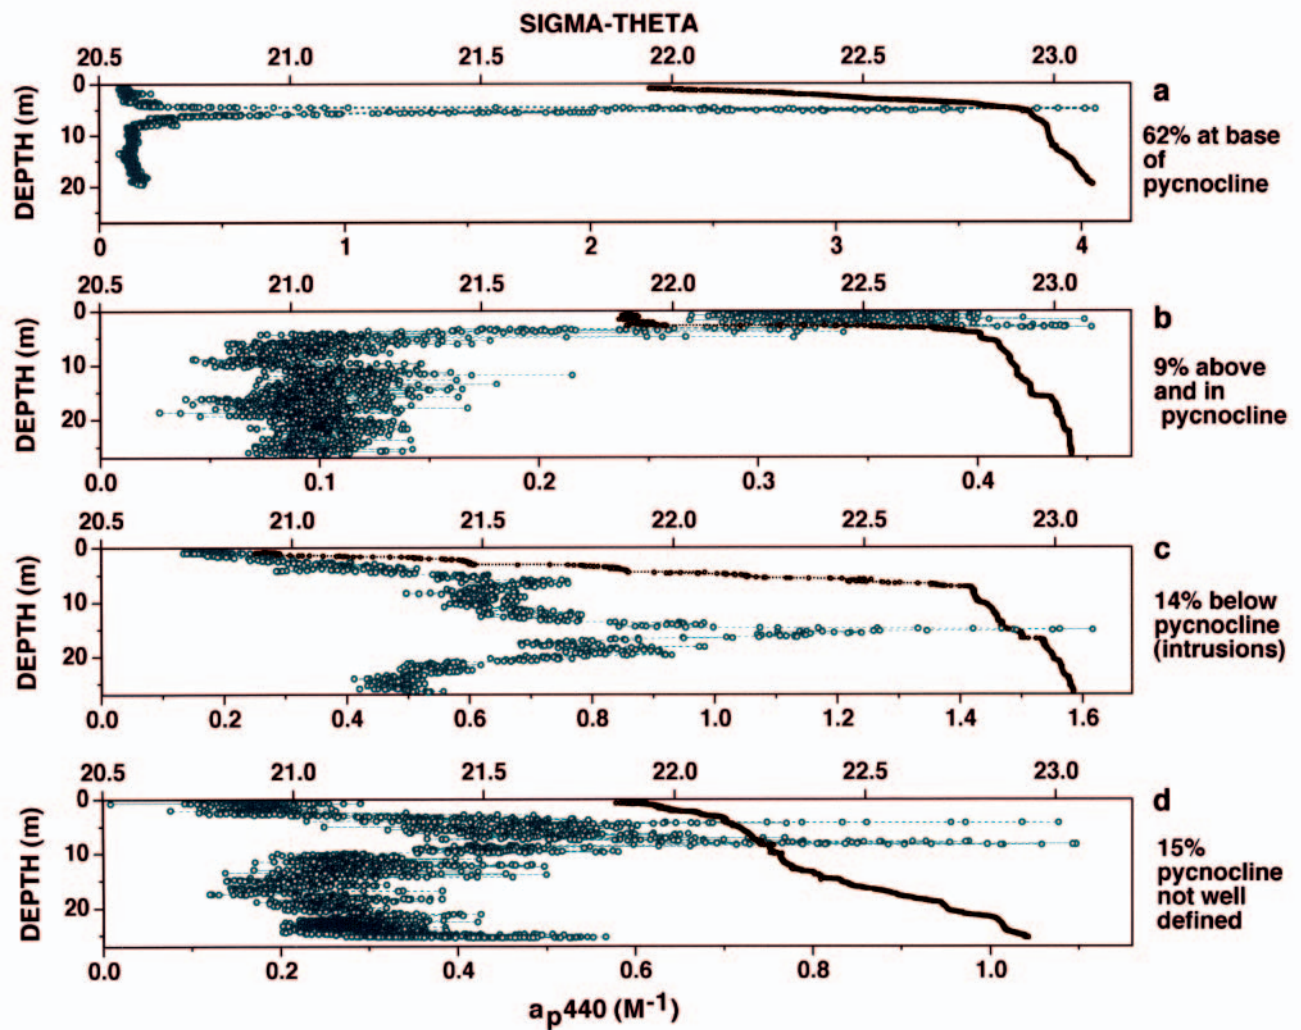 SIGMA-THETA
20.5 21.0 21.5 22.0 22.5 23.0
DEPTH (m)
0
10
20
a
62% at base
of
pycnocline
0 1 2 3 4
20.5 21.0 21.5 22.0 22.5 23.0
DEPTH (m)
0
10
20
b
9% above
and in
pycnocline
0.0 0.1 0.2 0.3 0.4
20.5 21.0 21.5 22.0 22.5 23.0
DEPTH (m)
0
10
20
c
14% below
pycnocline
(intrusions)
0.0 0.2 0.4 0.6 0.8 1.0 1.2 1.4 1.6
20.5 21.0 21.5 22.0 22.5 23.0
DEPTH (m)
0
10
20
d
15%
pycnocline
not well
defined
0.0 0.2 0.4 0.6 0.8 1.0
ap440 (M-1)